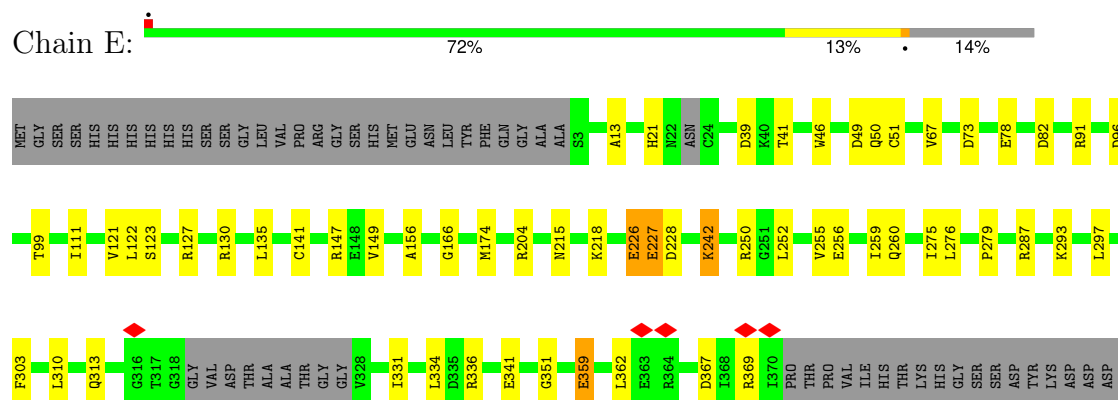 Chain E:
72% 13% • 14%
MET GLY SER SER HIS HIS HIS HIS HIS HIS SER SER GLY LEU VAL PRO ARG GLY SER HIS MET GLU ASN LEU TYR PHE GLN GLY ALA ALA S3 A13 H21 N22 ASN C24 D39 K40 T41 W46 D49 Q50 C51 V67 D73 E78 D82 R91 D96
T99 I111 V121 L122 S123 R127 R130 L135 C141 R147 E148 V149 A156 G166 M174 R204 N215 K218 E226 E227 D228 K242 R250 G251 L252 V255 E256 I259 Q260 I275 L276 P279 R287 K293 L297
F303 L310 Q313 G316 T317 G318 GLY VAL ASP THR ALA ALA THR GLY GLY V328 I331 L334 D335 R336 E341 G351 E359 L362 E363 R364 D367 I368 R369 I370 PRO THR PRO VAL ILE HIS THR LYS HIS GLY SER SER ASP TYR LYS ASP ASP ASP